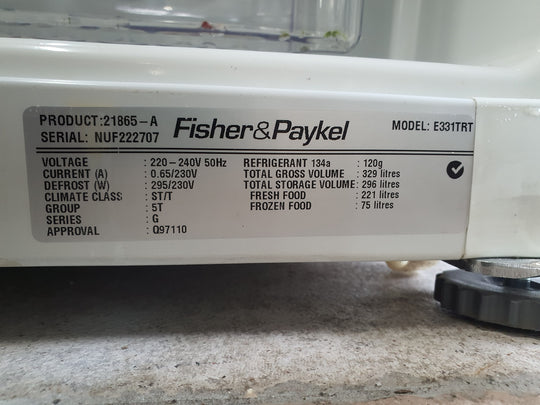 PRODUCT:21865-A
SERIAL: NUF222707
Fisher&Paykel
MODEL: E331TRT
VOLTAGE : 220-240V 50Hz REFRIGERANT 134a : 120g
CURRENT (A) : 0.65/230V TOTAL GROSS VOLUME : 329 litres
DEFROST (W) : 295/230V TOTAL STORAGE VOLUME: 296 litres
CLIMATE CLASS : ST/T FRESH FOOD : 221 litres
GROUP : 5T FROZEN FOOD : 75 litres
SERIES : G
APPROVAL : Q97110